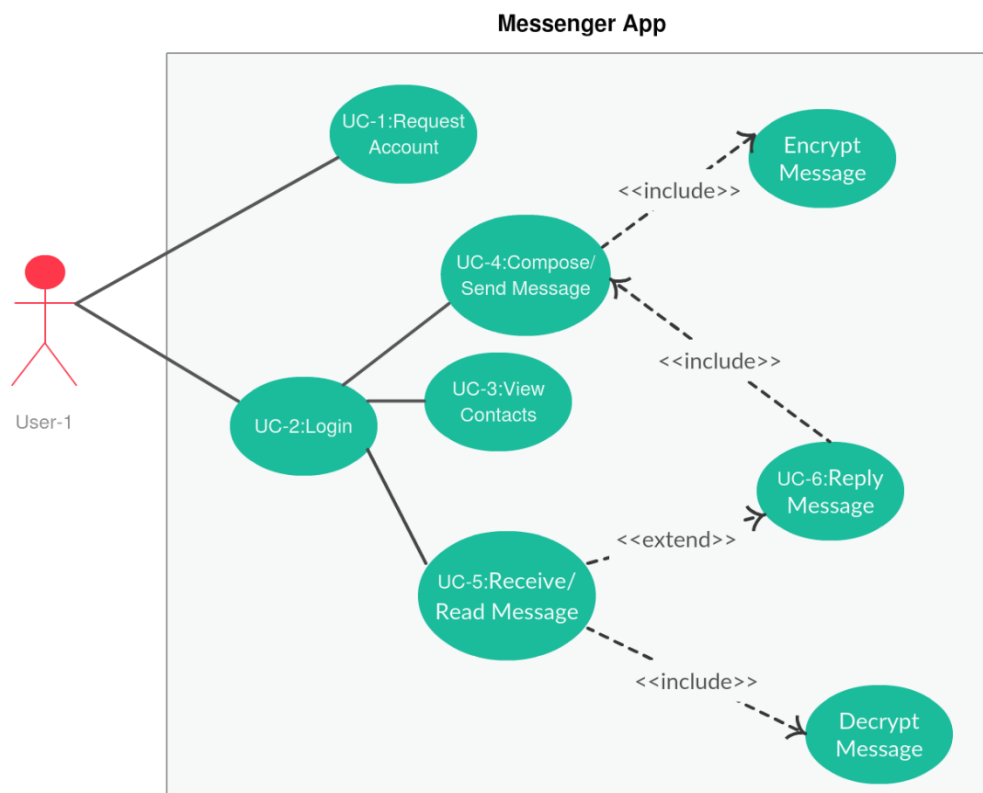 Messenger App
UC-1:Request
Account
Encrypt
Message
<<include>>
UC-4:Compose/
Send Message
<<include>>
UC-3:View
Contacts
User-1
UC-2:Login
UC-6:Reply
Message
<<extend>>
UC-5:Receive/
Read Message
<<include>>
Decrypt
Message